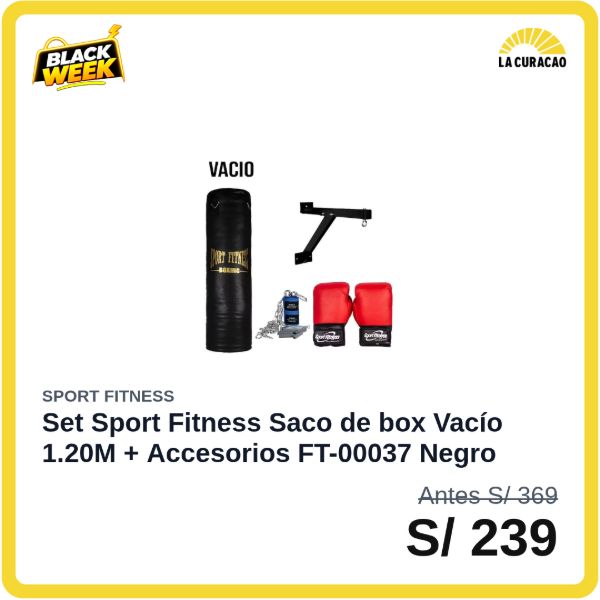 BLACK
WEEK
LA CURACAO
VACIO
SPORT FITNESS
BOXING
SPORT FITNESS
Set Sport Fitness Saco de box Vacío
1.20M + Accesorios FT-00037 Negro
Antes S/ 369
S/ 239